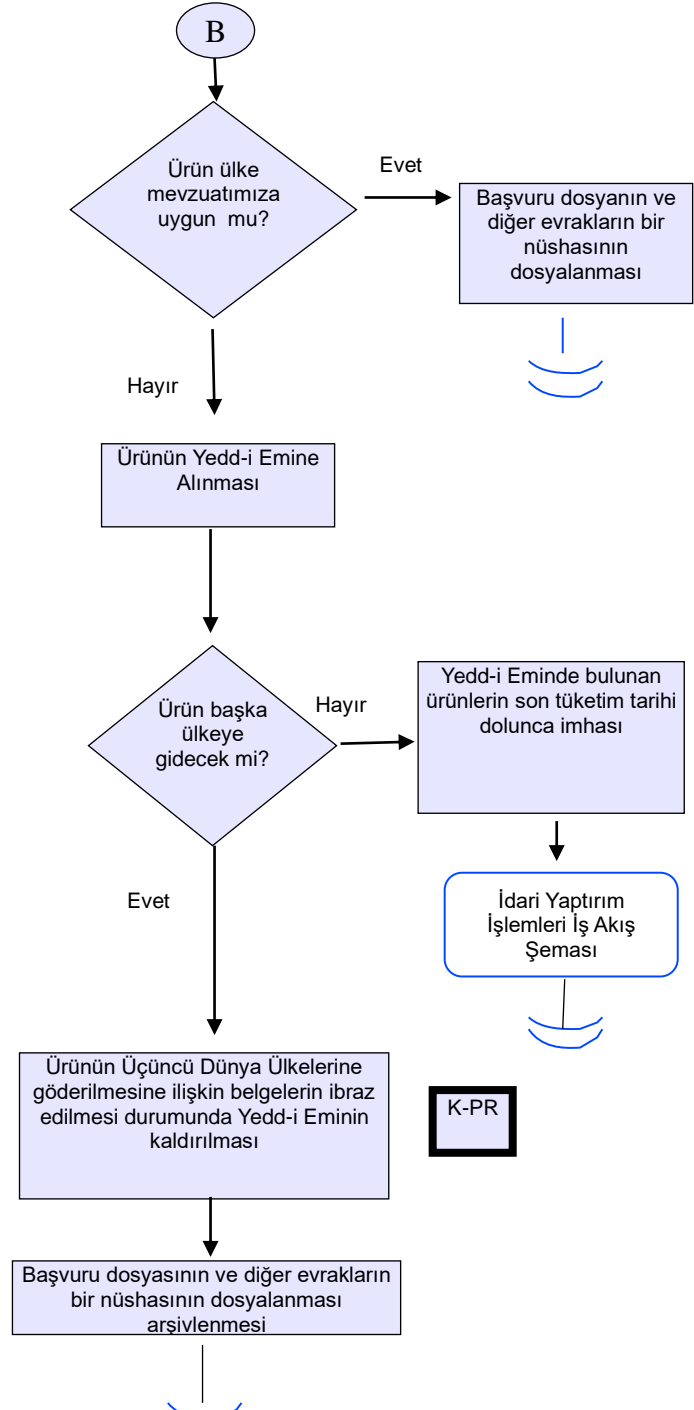 B
Ürün ülke
mevzuatımıza
uygun mu?
Evet
Başvuru dosyanın ve
diğer evrakların bir
nüshasının
dosyalanması
Hayır
Ürünün Yedd-i Emine
Alınması
Ürün başka
ülkeye
gidecek mi?
Hayır
Yedd-i Eminde bulunan
ürünlerin son tüketim tarihi
dolunca imhası
Evet
İdari Yaptırım
İşlemleri İş Akış
Şeması
Ürünün Üçüncü Dünya Ülkelerine
göderilmesine ilişkin belgelerin ibraz
edilmesi durumunda Yedd-i Eminin
kaldırılması
K-PR
Başvuru dosyasının ve diğer evrakların
bir nüshasının dosyalanması
arşivlenmesi